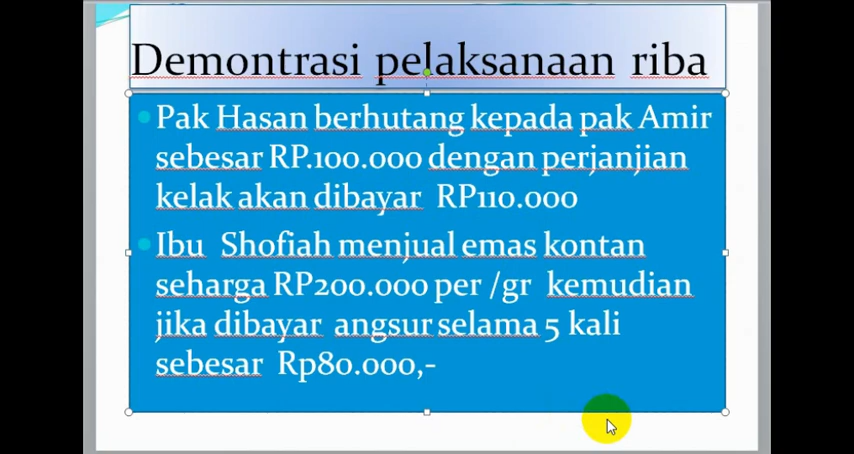 Demontrasi pelaksanaan riba
Pak Hasan berhutang kepada pak Amir
sebesar RP.100.000 dengan perjanjian
kelak akan dibayar RP110.000
Ibu Shofiah menjual emas kontan
seharga RP200.000 per /gr kemudian
jika dibayar angsur selama 5 kali
sebesar Rp80.000,-